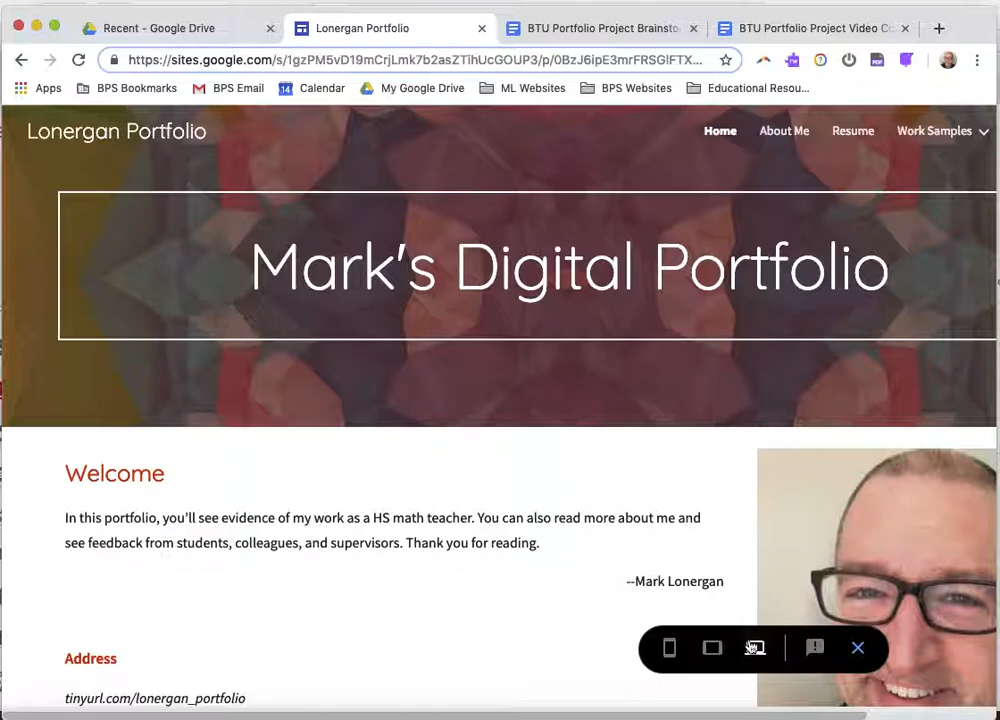 Recent - Google Drive
Lonergan Portfolio
BTU Portfolio Project Brainsto
BTU Portfolio Project Video Co
https://sites.google.com/s/1gzPM5vD19mCrjLmk7b2asZTihUcGOUP3/p/0BzJ6ipE3mrFRSGlFTX...
Apps
BPS Bookmarks
BPS Email
14
Calendar
My Google Drive
ML Websites
BPS Websites
Educational Resou...
Lonergan Portfolio
Home
About Me
Resume
Work Samples
Mark's Digital Portfolio
Welcome
In this portfolio, you'll see evidence of my work as a HS math teacher. You can also read more about me and
see feedback from students, colleagues, and supervisors. Thank you for reading.
--Mark Lonergan
Address
tinyurl.com/lonergan_portfolio